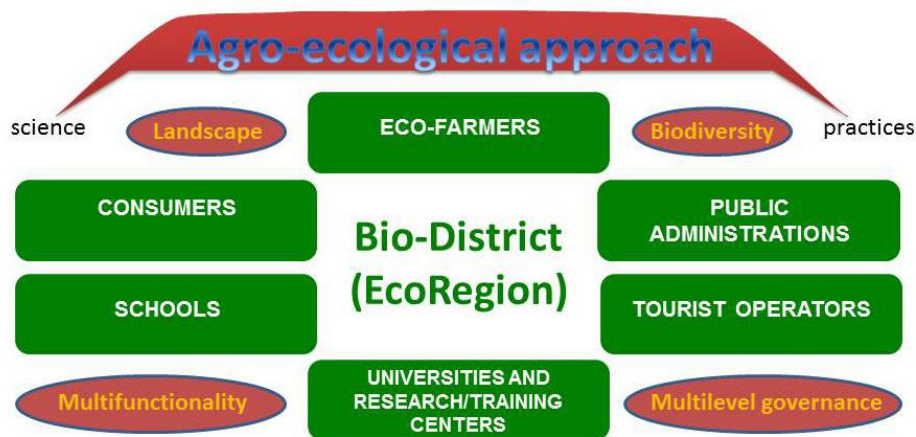 Agro-ecological approach
science
Landscape
ECO-FARMERS
Biodiversity
practices
CONSUMERS
Bio-District
(EcoRegion)
PUBLIC
ADMINISTRATIONS
SCHOOLS
TOURIST OPERATORS
Multifunctionality
UNIVERSITIES AND
RESEARCH/TRAINING
CENTERS
Multilevel governance